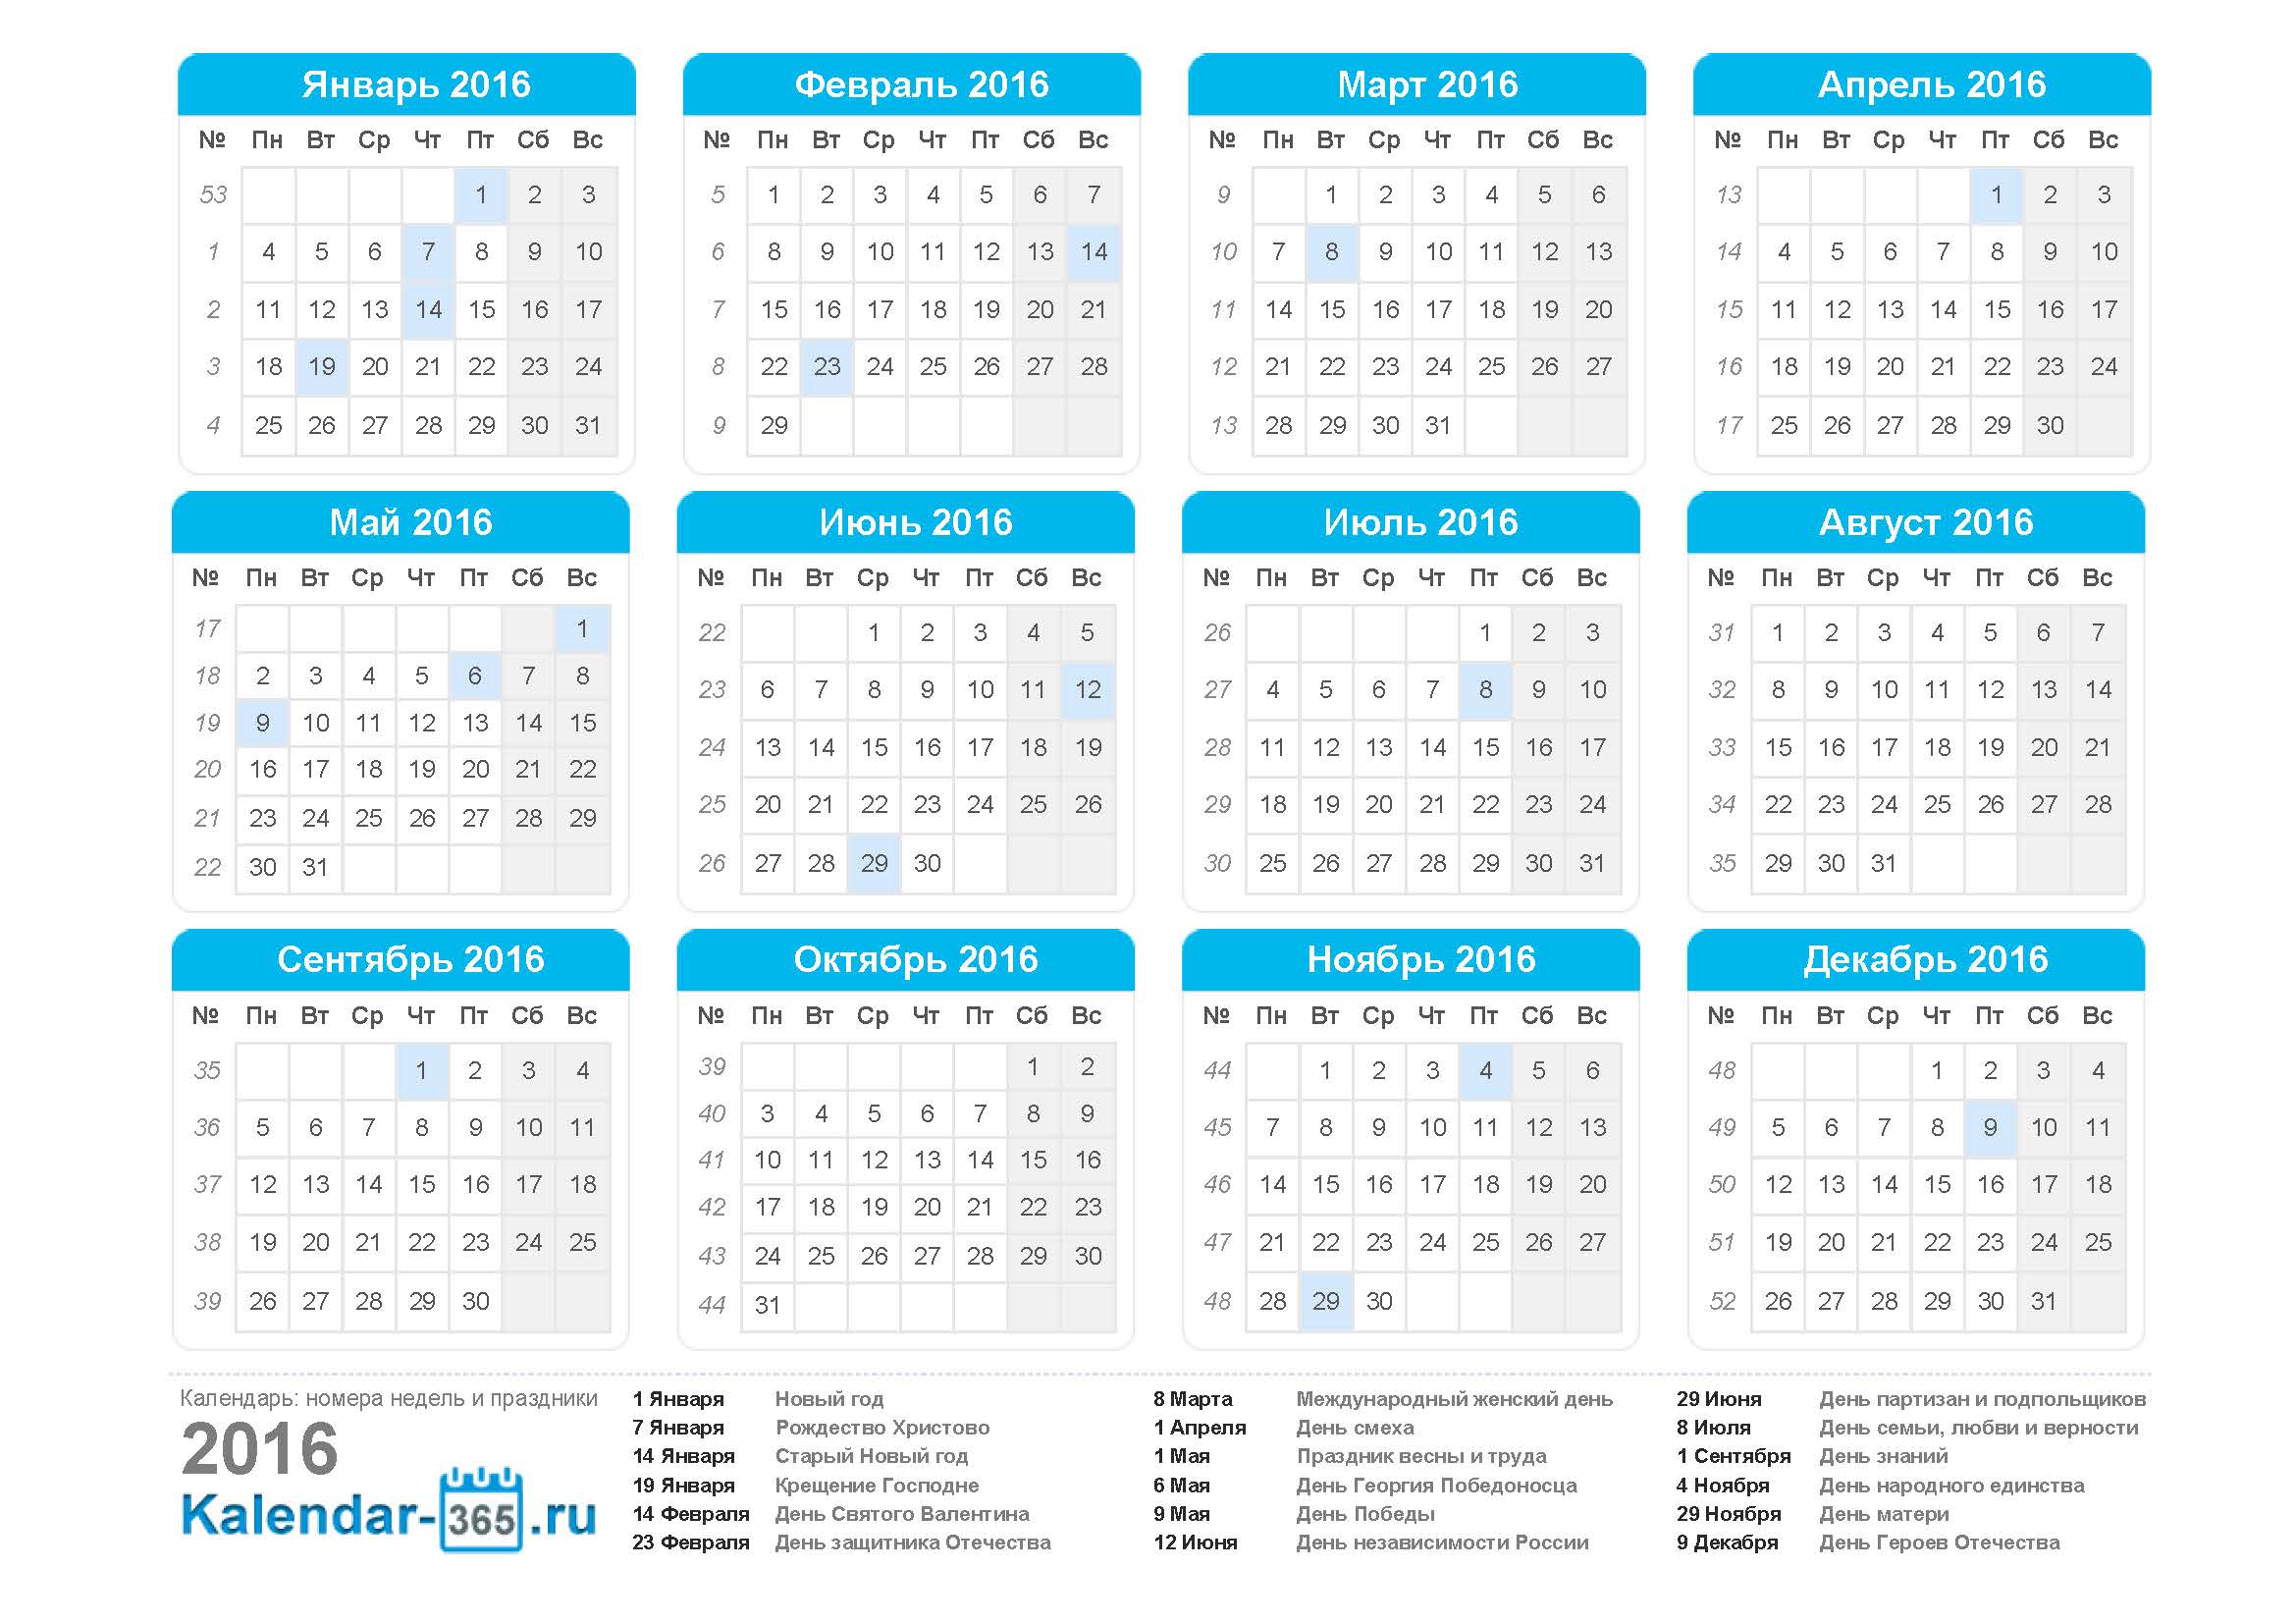 Январь 2016
№ Пн Вт Ср Чт Пт Сб Вс
53 1 2 3
1 4 5 6 7 8 9 10
2 11 12 13 14 15 16 17
3 18 19 20 21 22 23 24
4 25 26 27 28 29 30 31
Февраль 2016
№ Пн Вт Ср Чт Пт Сб Вс
5 1 2 3 4 5 6 7
6 8 9 10 11 12 13 14
7 15 16 17 18 19 20 21
8 22 23 24 25 26 27 28
9 29
Март 2016
№ Пн Вт Ср Чт Пт Сб Вс
9 1 2 3 4 5 6
10 7 8 9 10 11 12 13
11 14 15 16 17 18 19 20
12 21 22 23 24 25 26 27
13 28 29 30 31
Апрель 2016
№ Пн Вт Ср Чт Пт Сб Вс
13 1 2 3
14 4 5 6 7 8 9 10
15 11 12 13 14 15 16 17
16 18 19 20 21 22 23 24
17 25 26 27 28 29 30
Май 2016
№ Пн Вт Ср Чт Пт Сб Вс
17 1
18 2 3 4 5 6 7 8
19 9 10 11 12 13 14 15
20 16 17 18 19 20 21 22
21 23 24 25 26 27 28 29
22 30 31
Июнь 2016
№ Пн Вт Ср Чт Пт Сб Вс
22 1 2 3 4 5
23 6 7 8 9 10 11 12
24 13 14 15 16 17 18 19
25 20 21 22 23 24 25 26
26 27 28 29 30
Июль 2016
№ Пн Вт Ср Чт Пт Сб Вс
26 1 2 3
27 4 5 6 7 8 9 10
28 11 12 13 14 15 16 17
29 18 19 20 21 22 23 24
30 25 26 27 28 29 30 31
Август 2016
№ Пн Вт Ср Чт Пт Сб Вс
31 1 2 3 4 5 6 7
32 8 9 10 11 12 13 14
33 15 16 17 18 19 20 21
34 22 23 24 25 26 27 28
35 29 30 31
Сентябрь 2016
№ Пн Вт Ср Чт Пт Сб Вс
35 1 2 3 4
36 5 6 7 8 9 10 11
37 12 13 14 15 16 17 18
38 19 20 21 22 23 24 25
39 26 27 28 29 30
Октябрь 2016
№ Пн Вт Ср Чт Пт Сб Вс
39 1 2
40 3 4 5 6 7 8 9
41 10 11 12 13 14 15 16
42 17 18 19 20 21 22 23
43 24 25 26 27 28 29 30
44 31
Ноябрь 2016
№ Пн Вт Ср Чт Пт Сб Вс
44 1 2 3 4 5 6
45 7 8 9 10 11 12 13
46 14 15 16 17 18 19 20
47 21 22 23 24 25 26 27
48 28 29 30
Декабрь 2016
№ Пн Вт Ср Чт Пт Сб Вс
48 1 2 3 4
49 5 6 7 8 9 10 11
50 12 13 14 15 16 17 18
51 19 20 21 22 23 24 25
52 26 27 28 29 30 31
Календарь: номера недель и праздники
2016
Kalendar-365.ru
1 Января Новый год
7 Января Рождество Христово
14 Января Старый Новый год
19 Января Крещение Господне
14 Февраля День Святого Валентина
23 Февраля День защитника Отечества
8 Марта Международный женский день
1 Апреля День смеха
1 Мая Праздник весны и труда
6 Мая День Георгия Победоносца
9 Мая День Победы
12 Июня День независимости России
29 Июня День партизан и подпольщиков
8 Июля День семьи, любви и верности
1 Сентября День знаний
4 Ноября День народного единства
29 Ноября День матери
9 Декабря День Героев Отечества